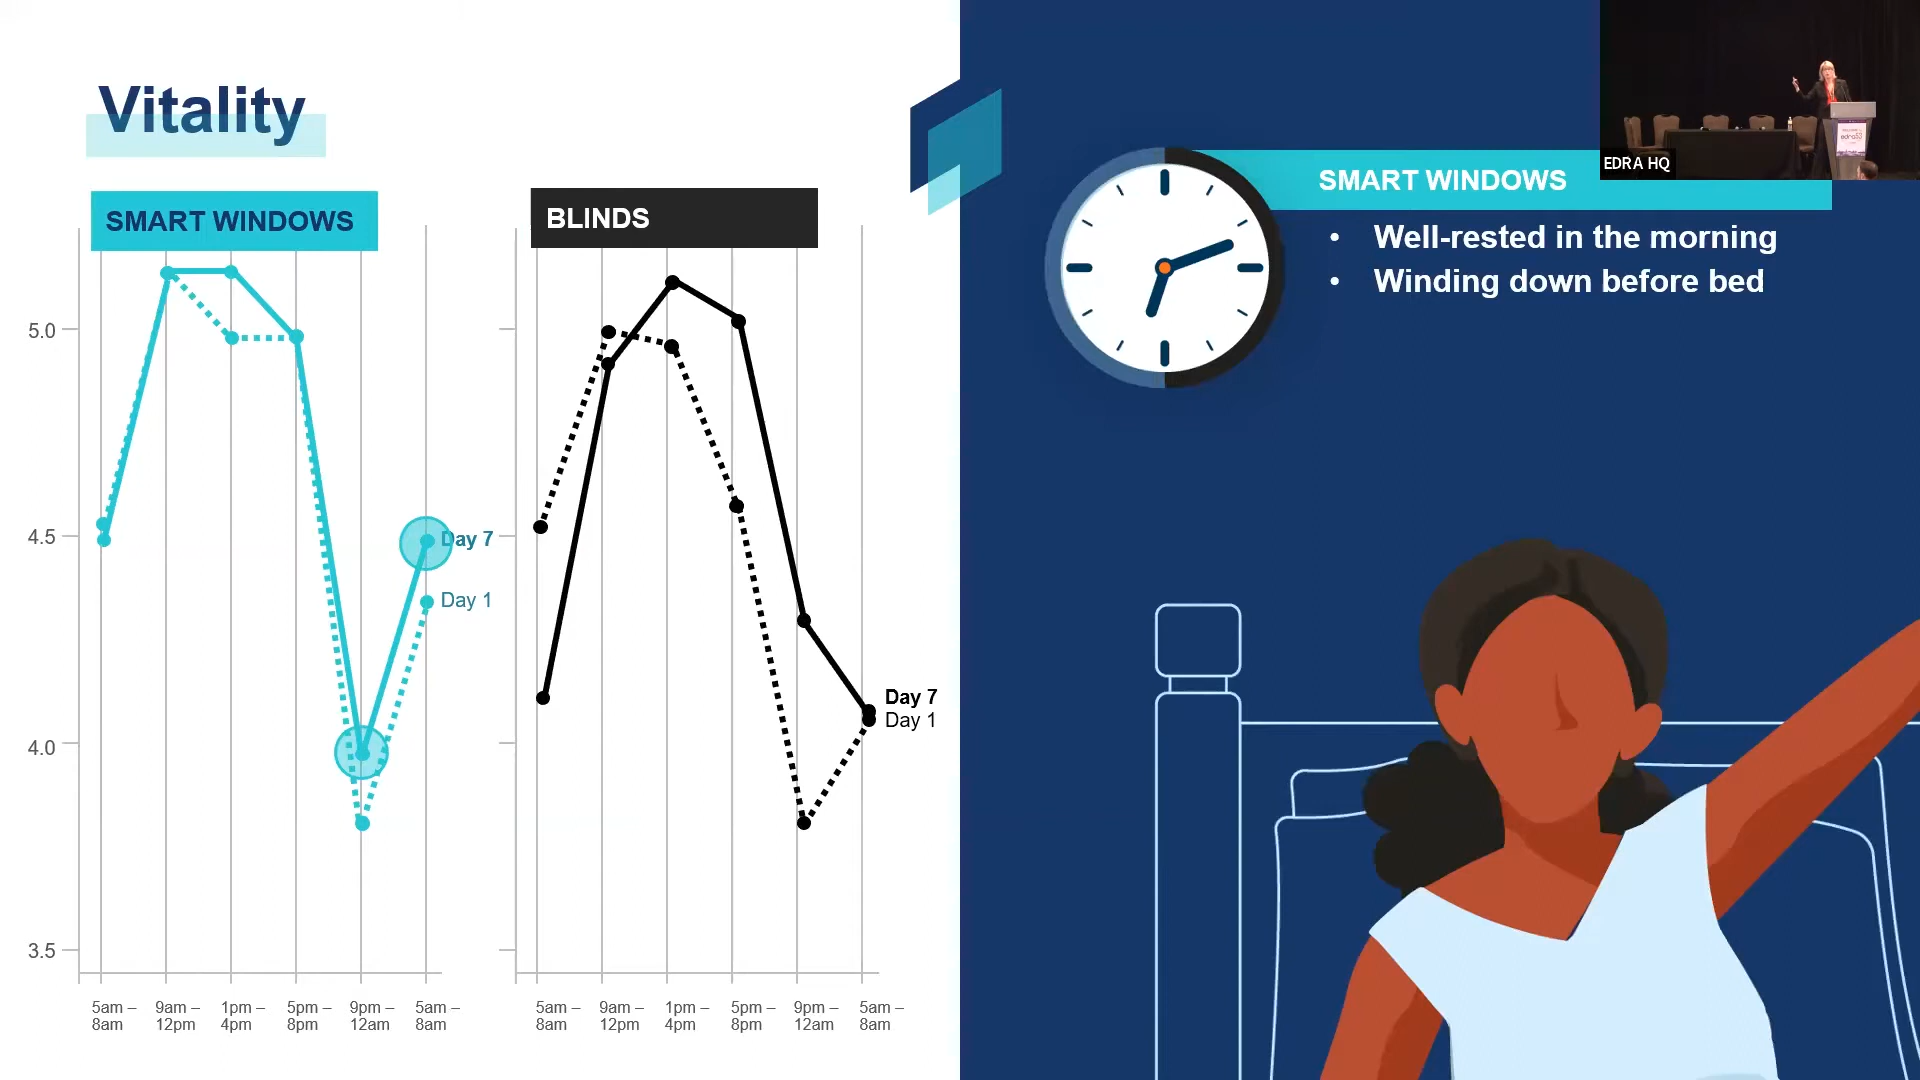 Vitality
SMART WINDOWS
BLINDS
5.0
4.5
4.0
3.5
Day 7
Day 1
Day 7
Day 1
5am –
8am
9am –
12pm
1pm –
4pm
5pm –
8pm
9pm –
12am
5am –
8am
5am –
8am
9am –
12pm
1pm –
4pm
5pm –
8pm
9pm –
12am
5am –
8am
SMART WINDOWS
• Well-rested in the morning
• Winding down before bed
EDRA HQ